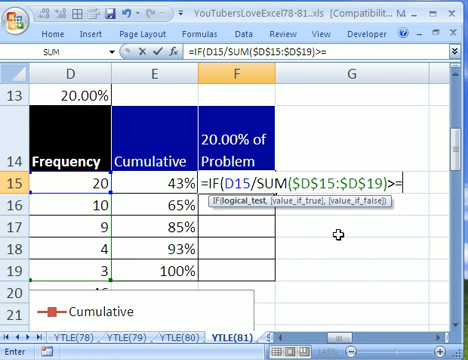 YouTubersLoveExcel78-81...xls [Compatibilit...
Home Insert Page Layout Formulas Data Review View Developer
SUM =IF(D15/SUM($D$15:$D$19)>=
D E F G
13 20.00%
14 Frequency Cumulative 20.00% of
Problem
15 20 43% =IF(D15/SUM($D$15:$D$19)>=
IF(logical_test, [value_if_true], [value_if_false])
16 10 65%
17 9 85%
18 4 93%
19 3 100%
20
21 Cumulative
YTLE(78) YTLE(79) YTLE(80) YTLE(81)
Enter